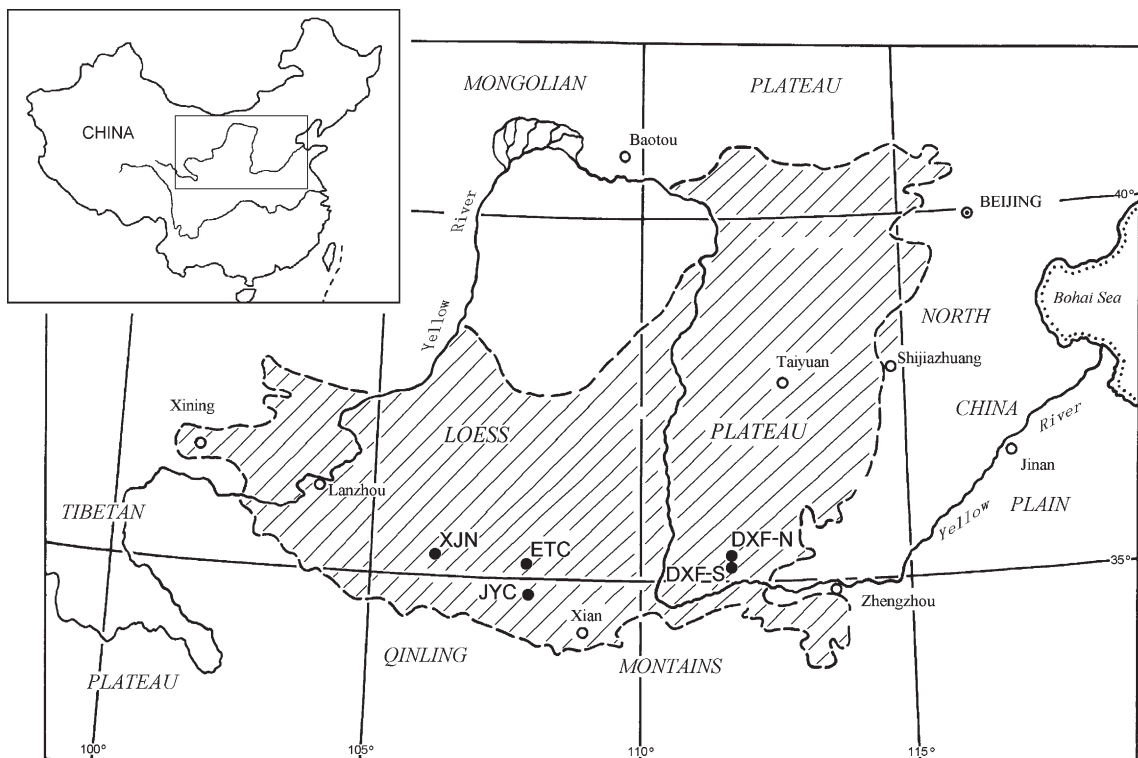 CHINA
MONGOLIAN
PLATEAU
Baotou
River
Yellow
40°
BEIJING
Bohai Sea
NORTH
Taiyuan
Shijiazhuang
Xining
LOESS
PLATEAU
CHINA
River
Jinan
Lanzhou
TIBETAN
Yellow
PLAIN
XJN
ETC
DXF-N
DXF-S
35°
JYC
Xian
Zhengzhou
QINLING
MONTAINS
PLATEAU
100°
105°
110°
115°